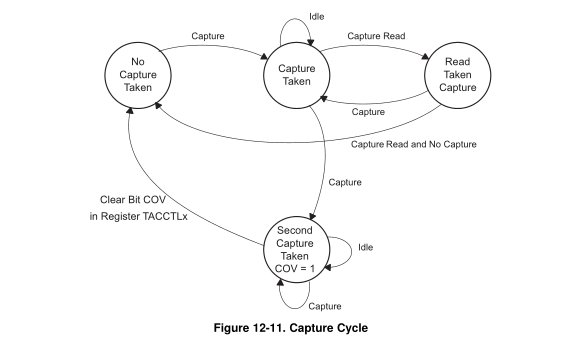 Idle
Capture
Capture Read
No
Capture
Taken
Capture
Taken
Read
Taken
Capture
Capture
Capture Read and No Capture
Capture
Clear Bit COV
in Register TACCTLx
Second
Capture
Taken
COV = 1
Idle
Capture
Figure 12-11. Capture Cycle